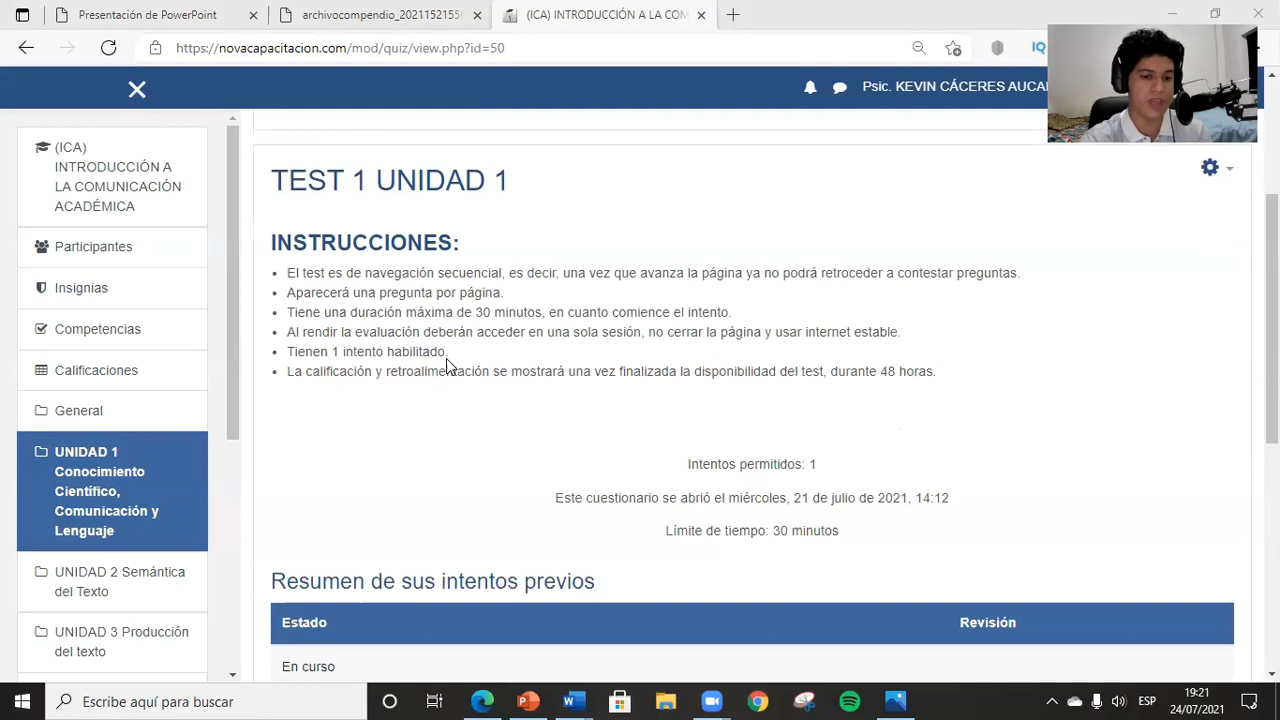 Presentación de PowerPoint
archivocompendio_2021152155
(ICA) INTRODUCCIÓN A LA COM
https://novacapacitacion.com/mod/quiz/view.php?id=50
IQ
Psic. KEVIN CÁCERES AUCA
(ICA)
INTRODUCCIÓN A
LA COMUNICACIÓN
ACADÉMICA
Participantes
Insignias
Competencias
Calificaciones
General
UNIDAD 1
Conocimiento
Científico,
Comunicación y
Lenguaje
UNIDAD 2 Semántica
del Texto
UNIDAD 3 Producción
del texto
TEST 1 UNIDAD 1
INSTRUCCIONES:
El test es de navegación secuencial, es decir, una vez que avanza la página ya no podrá retroceder a contestar preguntas.
Aparecerá una pregunta por página.
Tiene una duración máxima de 30 minutos, en cuanto comience el intento.
Al rendir la evaluación deberán acceder en una sola sesión, no cerrar la página y usar internet estable.
Tienen 1 intento habilitado.
La calificación y retroalimentación se mostrará una vez finalizada la disponibilidad del test, durante 48 horas.
Intentos permitidos: 1
Este cuestionario se abrió el miércoles, 21 de julio de 2021, 14:12
Límite de tiempo: 30 minutos
Resumen de sus intentos previos
Estado Revisión
En curso
Escribe aquí para buscar
ESP
19:21
24/07/2021